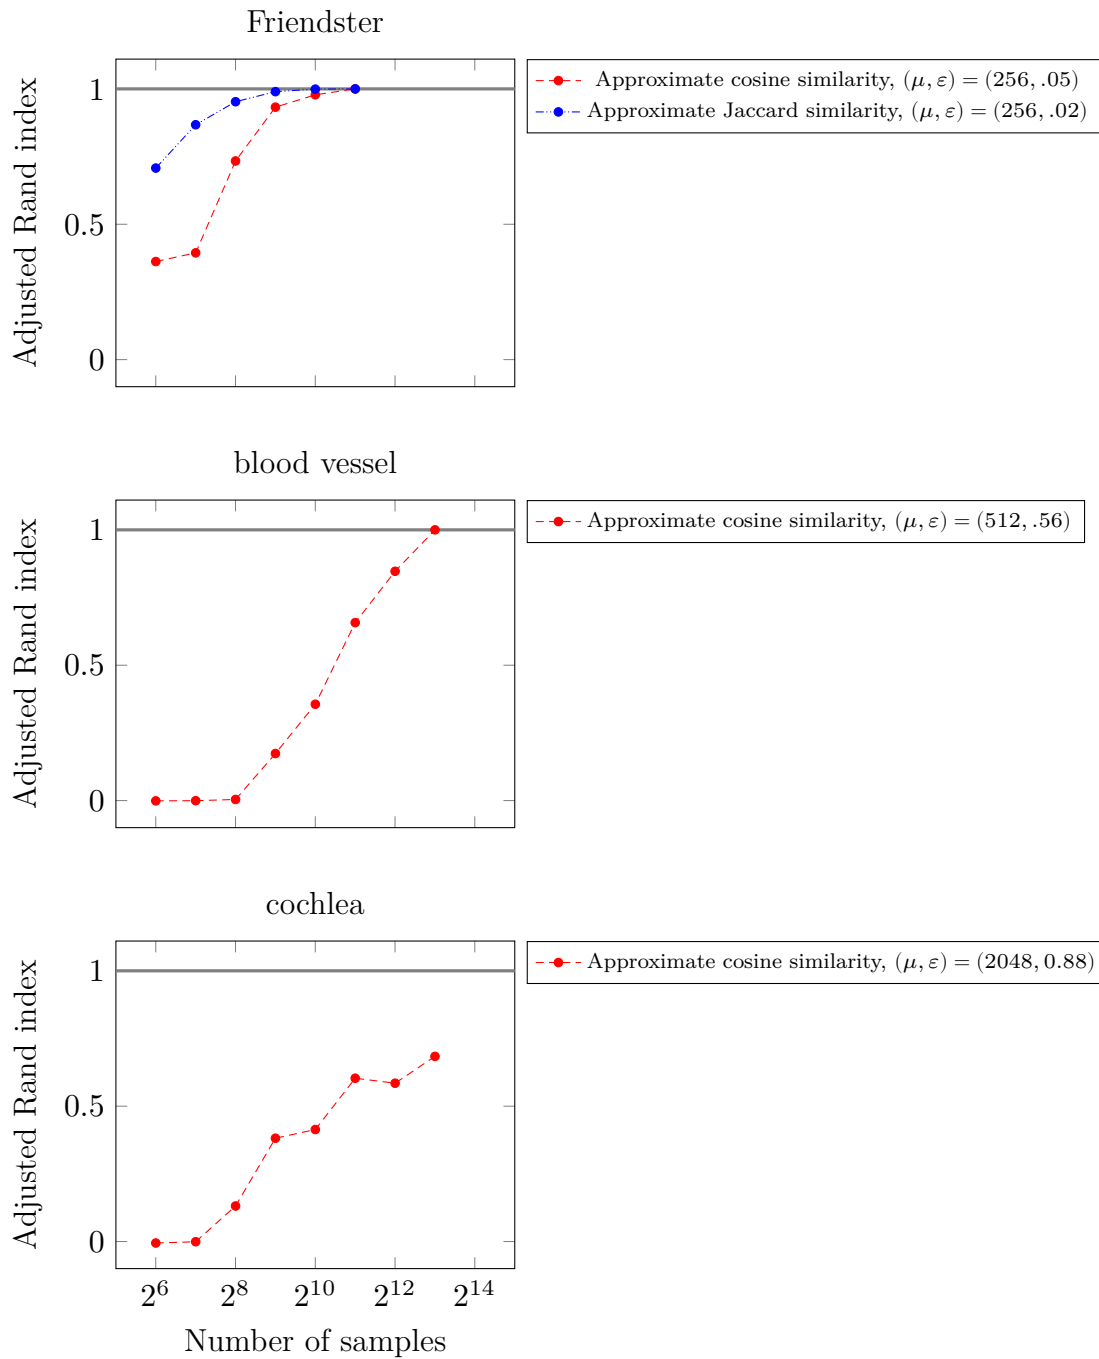 Friendster
1
0.5
0
Adjusted Rand index
Approximate cosine similarity, (μ, ε) = (256, .05)
Approximate Jaccard similarity, (μ, ε) = (256, .02)
blood vessel
1
0.5
0
Adjusted Rand index
Approximate cosine similarity, (μ, ε) = (512, .56)
cochlea
1
0.5
0
Adjusted Rand index
Approximate cosine similarity, (μ, ε) = (2048, 0.88)
2^6 2^8 2^10 2^12 2^14
Number of samples